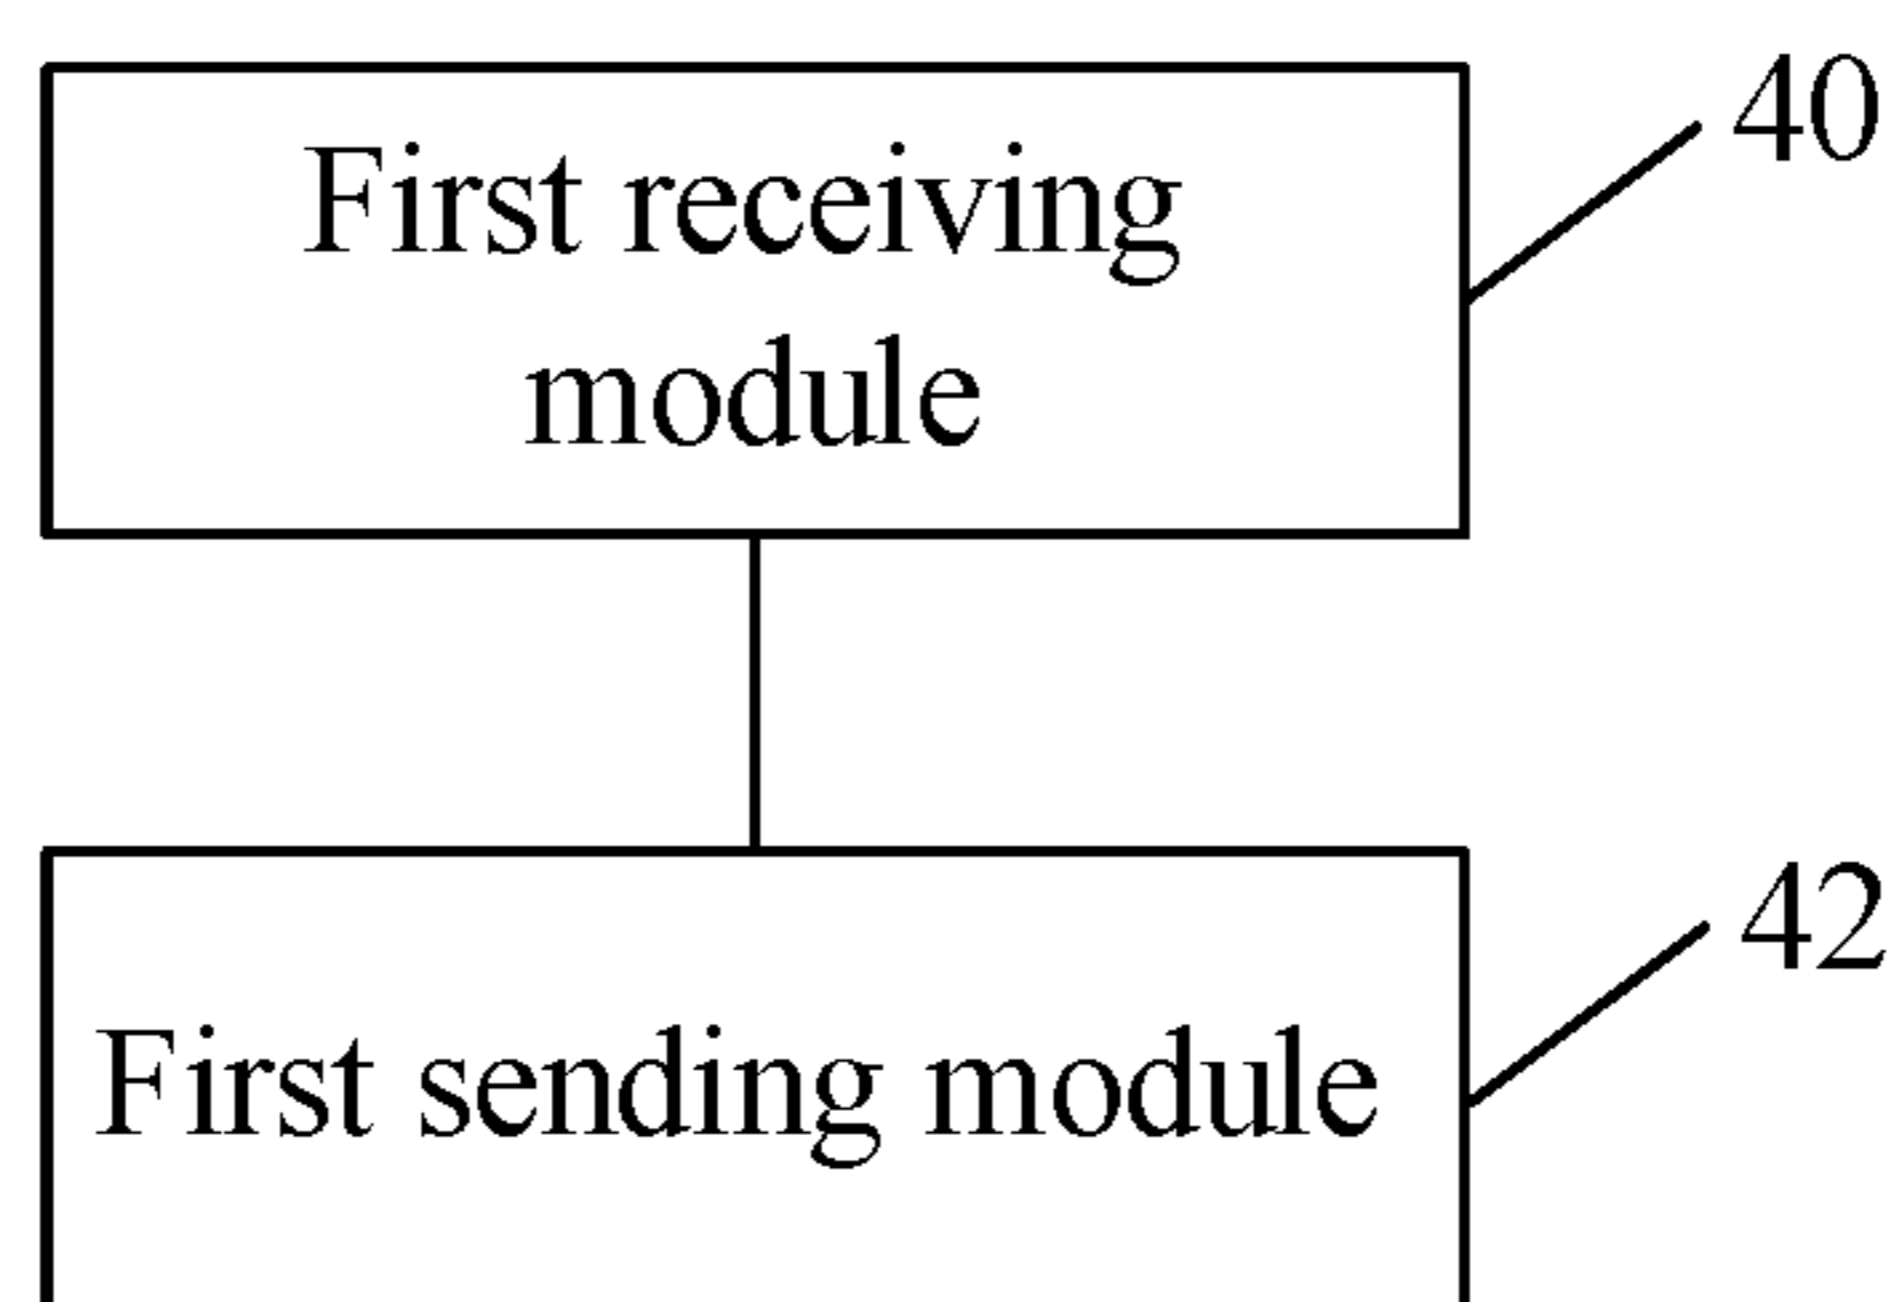 40
First receiving
module
42
First sending module